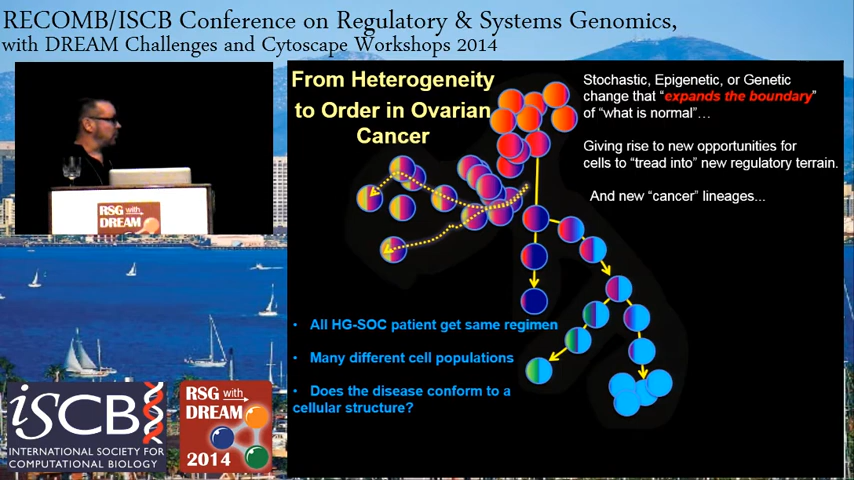 RECOMB/ISCB Conference on Regulatory & Systems Genomics,
with DREAM Challenges and Cytoscape Workshops 2014
From Heterogeneity
to Order in Ovarian
Cancer
Stochastic, Epigenetic, or Genetic
change that “expands the boundary”
of “what is normal”…
Giving rise to new opportunities for
cells to “tread into” new regulatory terrain.
And new “cancer” lineages...
• All HG-SOC patient get same regimen
• Many different cell populations
• Does the disease conform to a
cellular structure?
RSG with
DREAM
iSCB
INTERNATIONAL SOCIETY FOR
COMPUTATIONAL BIOLOGY
RSG with
DREAM
2014